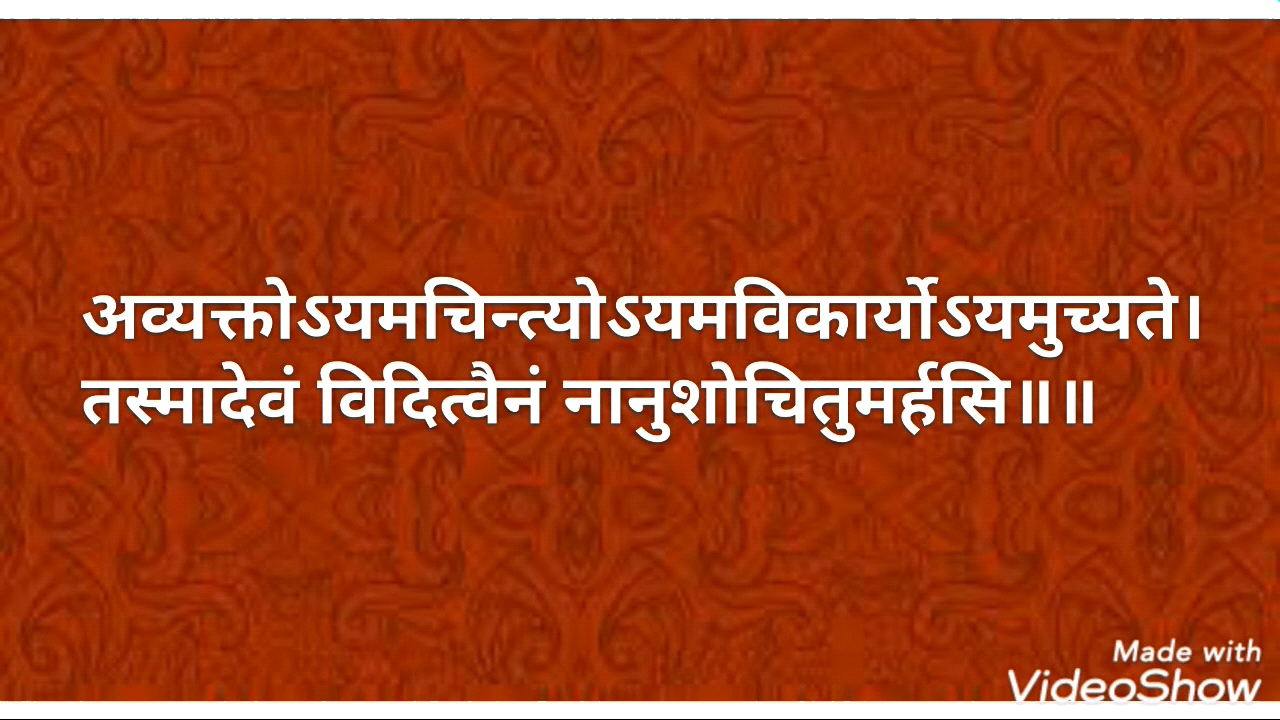 अव्यक्तोऽयमचिन्त्योऽयमविकार्योऽयमुच्यते।
तस्मादेवं विदित्वैनं नानुशोचितुमर्हसि॥॥
Made with
VideoShow